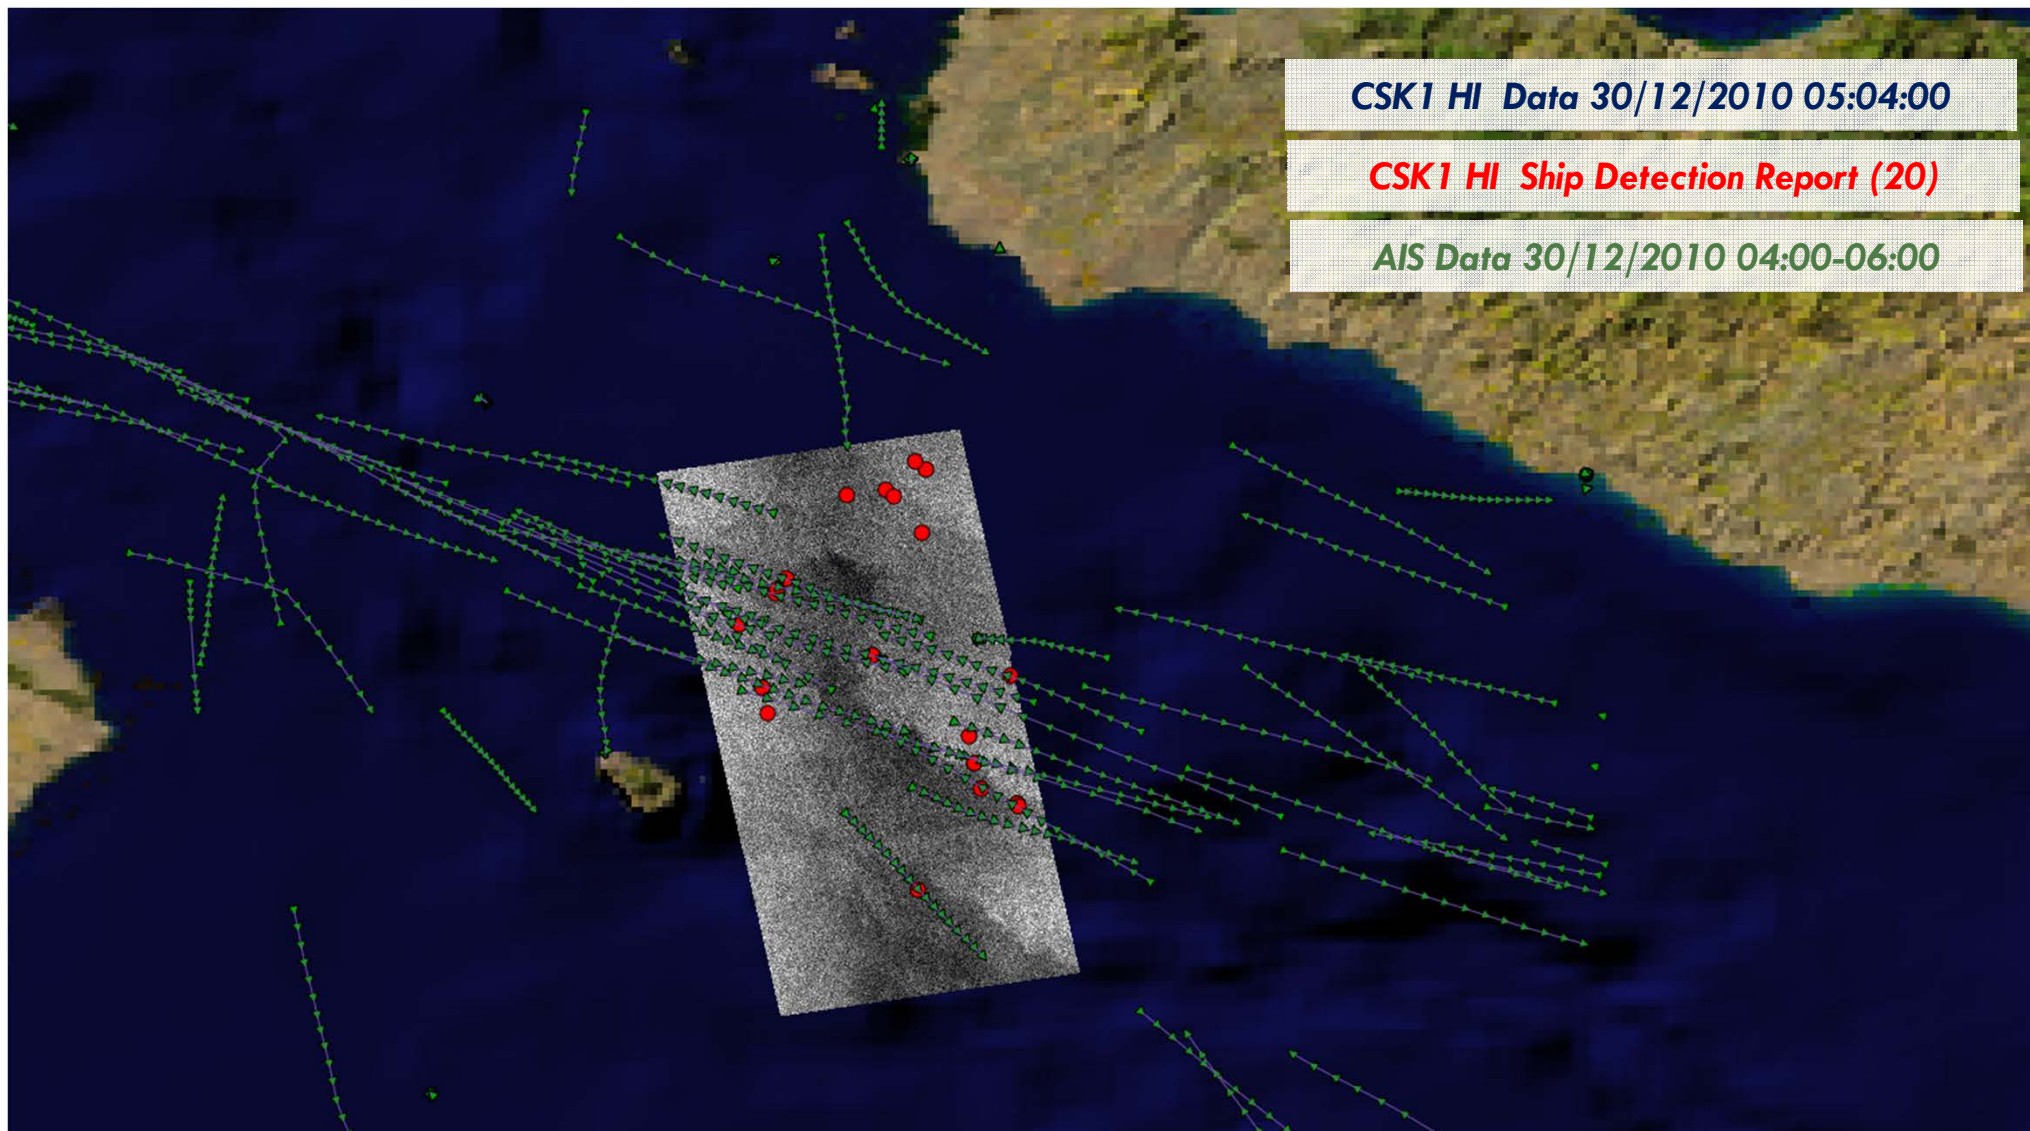 CSK1 HI Data 30/12/2010 05:04:00
CSK1 HI Ship Detection Report (20)
AIS Data 30/12/2010 04:00-06:00